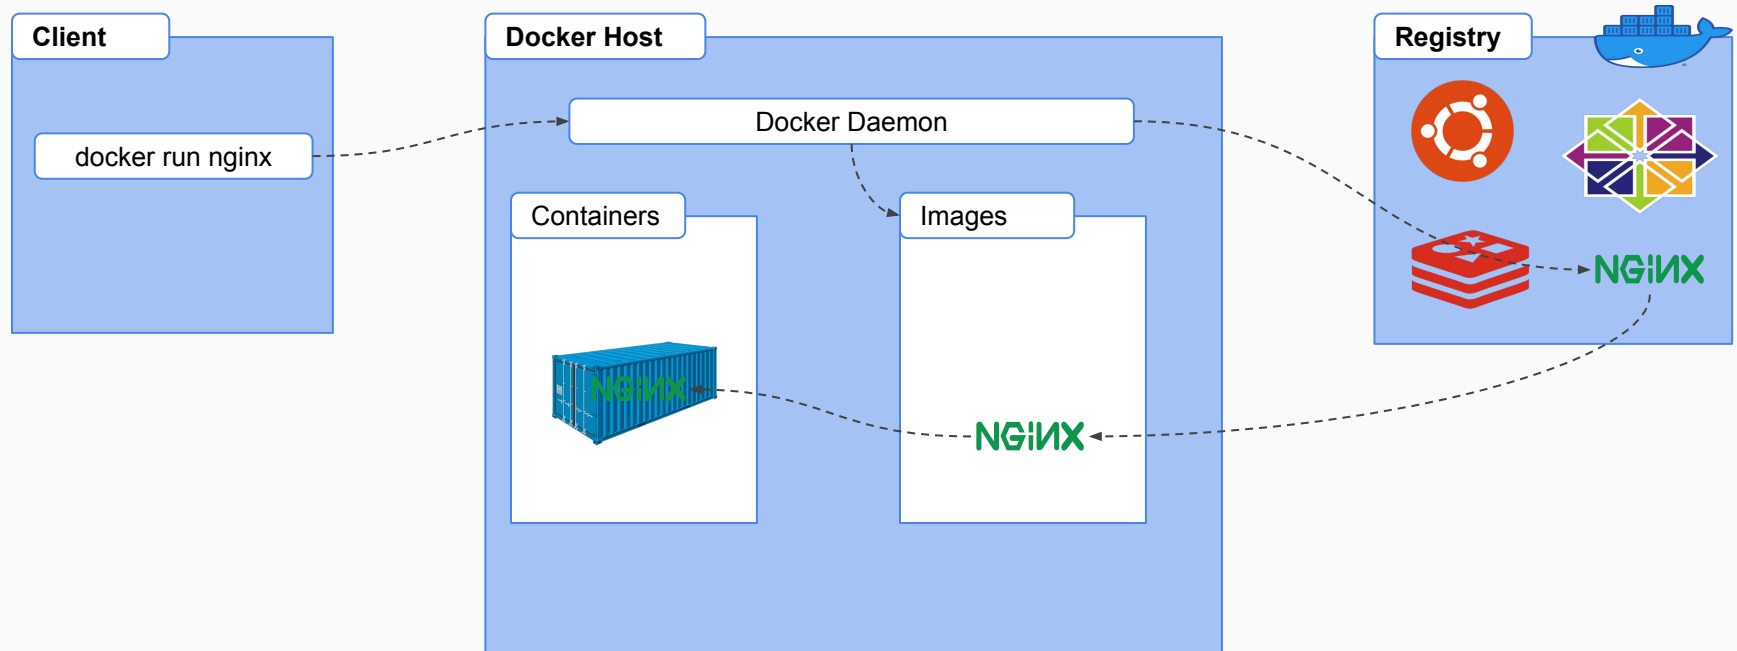 Client
docker run nginx
Docker Host
Docker Daemon
Containers
NGiNX
Images
NGiNX
Registry
NGiNX